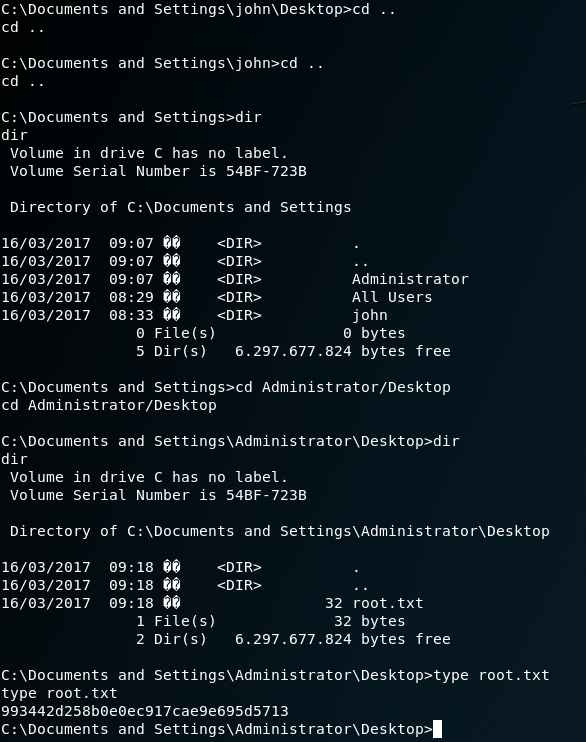 C:\Documents and Settings\john\Desktop>cd ..
cd ..
C:\Documents and Settings\john>cd ..
cd ..
C:\Documents and Settings>dir
dir
 Volume in drive C has no label.
 Volume Serial Number is 54BF-723B
 Directory of C:\Documents and Settings
16/03/2017  09:07 ��    <DIR>          .
16/03/2017  09:07 ��    <DIR>          ..
16/03/2017  09:07 ��    <DIR>          Administrator
16/03/2017  08:29 ��    <DIR>          All Users
16/03/2017  08:33 ��    <DIR>          john
               0 File(s)              0 bytes
               5 Dir(s)   6.297.677.824 bytes free
C:\Documents and Settings>cd Administrator/Desktop
cd Administrator/Desktop
C:\Documents and Settings\Administrator\Desktop>dir
dir
 Volume in drive C has no label.
 Volume Serial Number is 54BF-723B
 Directory of C:\Documents and Settings\Administrator\Desktop
16/03/2017  09:18 ��    <DIR>          .
16/03/2017  09:18 ��    <DIR>          ..
16/03/2017  09:18 ��                32 root.txt
               1 File(s)             32 bytes
               2 Dir(s)   6.297.677.824 bytes free
C:\Documents and Settings\Administrator\Desktop>type root.txt
type root.txt
993442d258b0e0ec917cae9e695d5713
C:\Documents and Settings\Administrator\Desktop>